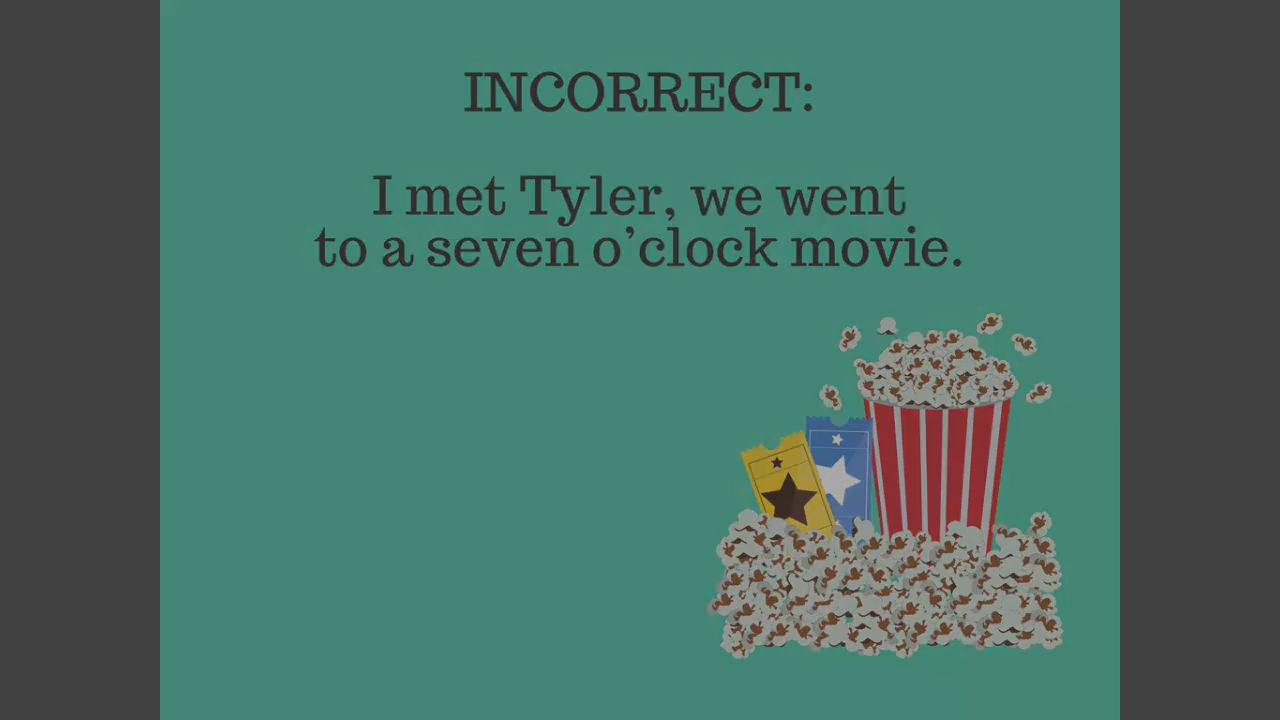 INCORRECT:
I met Tyler, we went
to a seven o’clock movie.